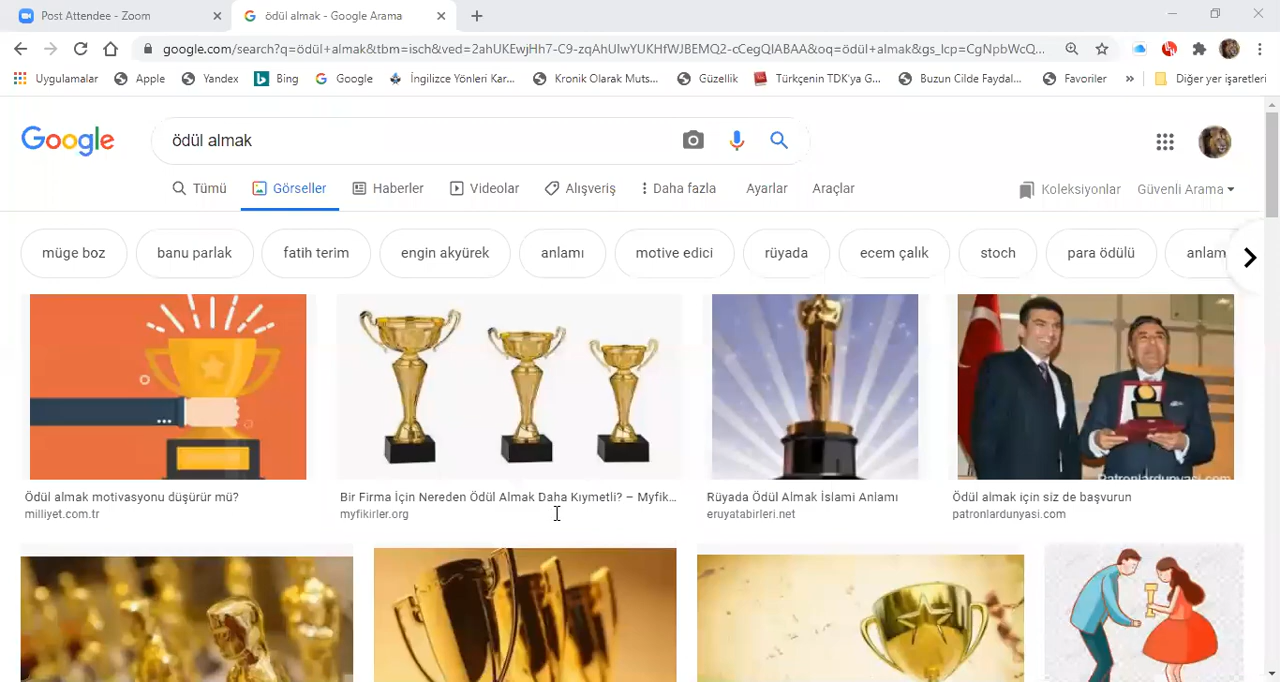 Post Attendee - Zoom
ödül almak - Google Arama
google.com/search?q=ödül+almak&tbm=isch&ved=2ahUKEwjHh7-C9-zqAhUIwYUKHfWJBEMQ2-cCegQIABAA&oq=ödül+almak&gs_lcp=CgNpbWcQ...
Uygulamalar Apple Yandex Bing Google İngilizce Yönleri Kar... Kronik Olarak Muts... Güzellik Türkçenin TDK'ya G... Buzun Cilde Faydal... Favoriler » Diğer yer işaretleri
Google
ödül almak
Tümü Görseller Haberler Videolar Alışveriş Daha fazla Ayarlar Araçlar Koleksiyonlar Güvenli Arama
müge boz banu parlak fatih terim engin akyürek anlamı motive edici rüyada ecem çalık stoch para ödülü anlam
Patronlardunyasi.com
Ödül almak motivasyonu düşürür mü?
milliyet.com.tr
Bir Firma İçin Nereden Ödül Almak Daha Kıymetli? – Myfik...
myfikirler.org
Rüyada Ödül Almak İslami Anlamı
eruyatabirleri.net
Ödül almak için siz de başvurun
patronlardunyasi.com